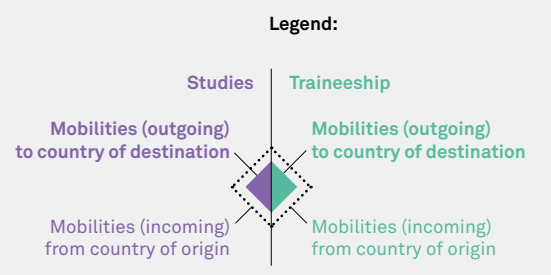 Legend:
Studies
Traineeship
Mobilities (outgoing)
to country of destination
Mobilities (outgoing)
to country of destination
Mobilities (incoming)
from country of origin
Mobilities (incoming)
from country of origin